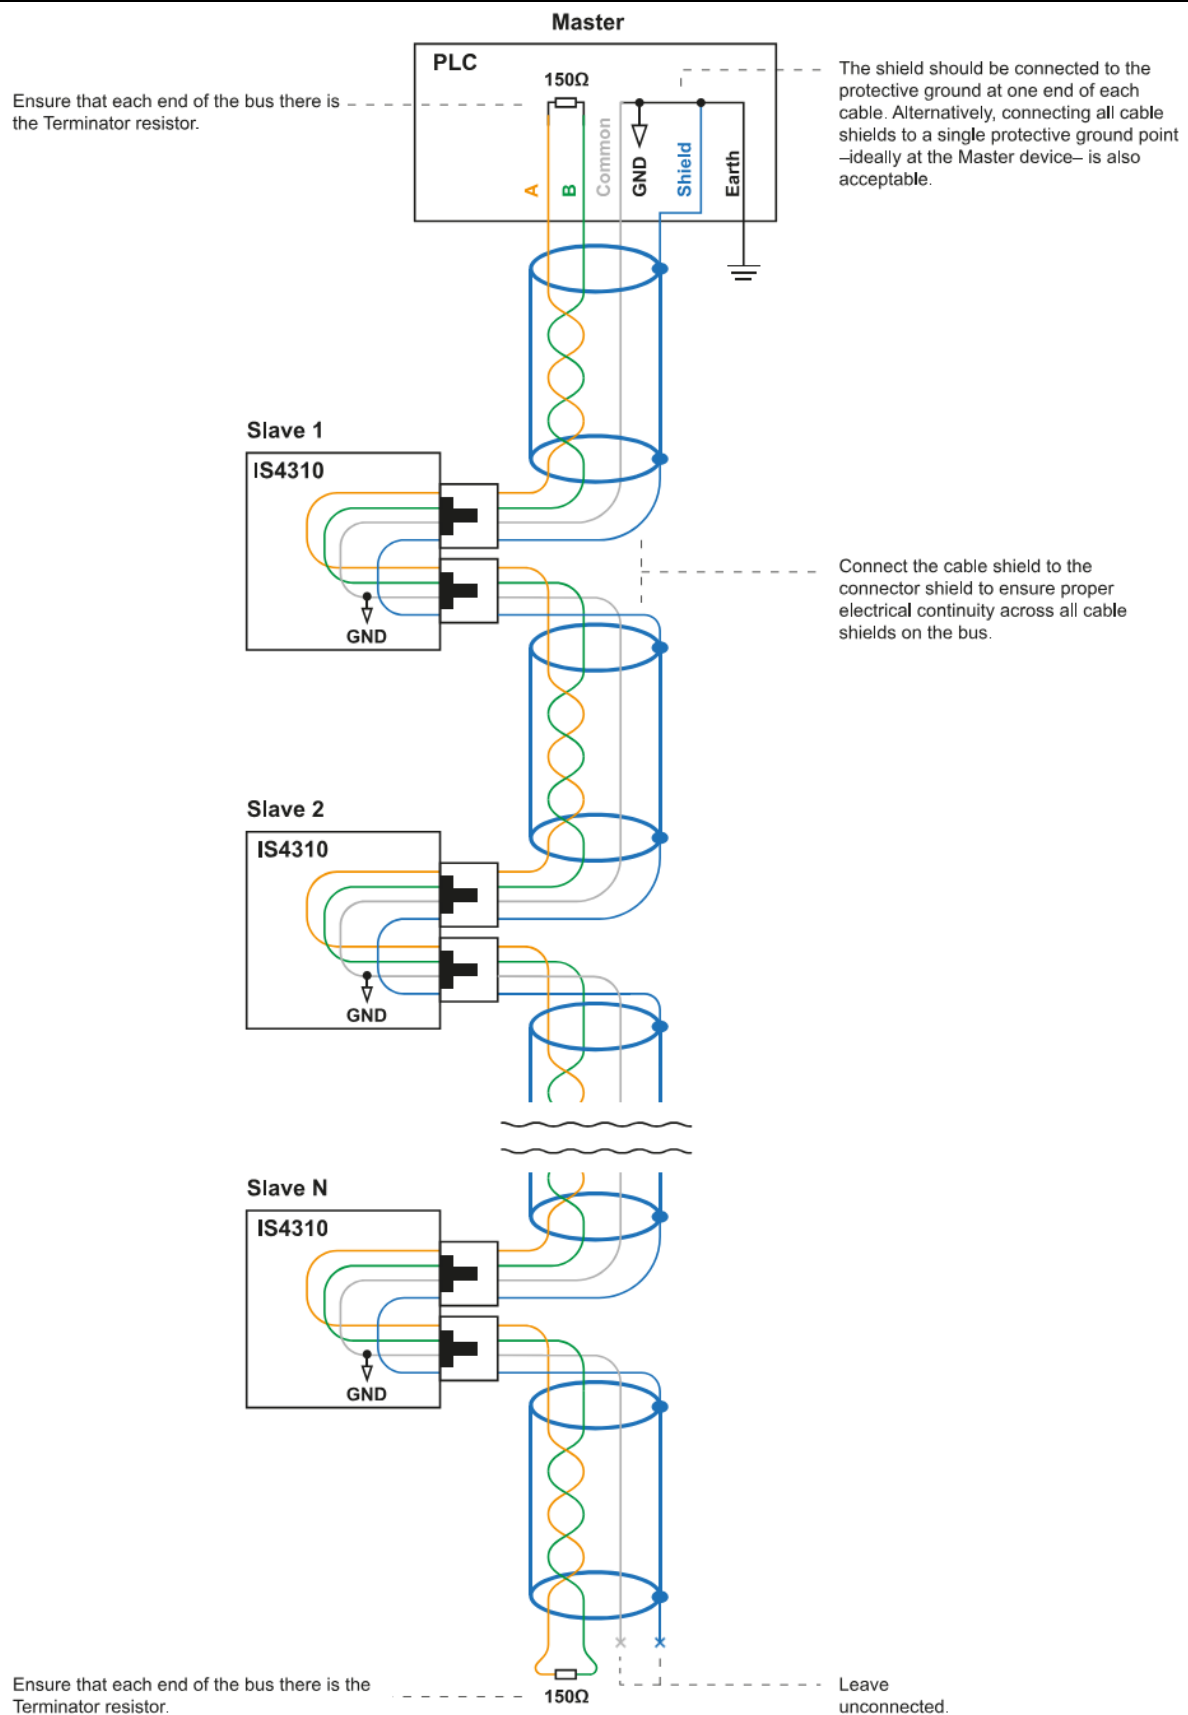 Master
PLC
150Ω
Ensure that each end of the bus there is
the Terminator resistor.
The shield should be connected to the
protective ground at one end of each
cable. Alternatively, connecting all cable
shields to a single protective ground point
–ideally at the Master device– is also
acceptable.
A
B
Common
GND
Shield
Earth
Slave 1
IS4310
GND
Connect the cable shield to the
connector shield to ensure proper
electrical continuity across all cable
shields on the bus.
Slave 2
IS4310
GND
Slave N
IS4310
GND
Ensure that each end of the bus there is the
Terminator resistor.
150Ω
Leave
unconnected.